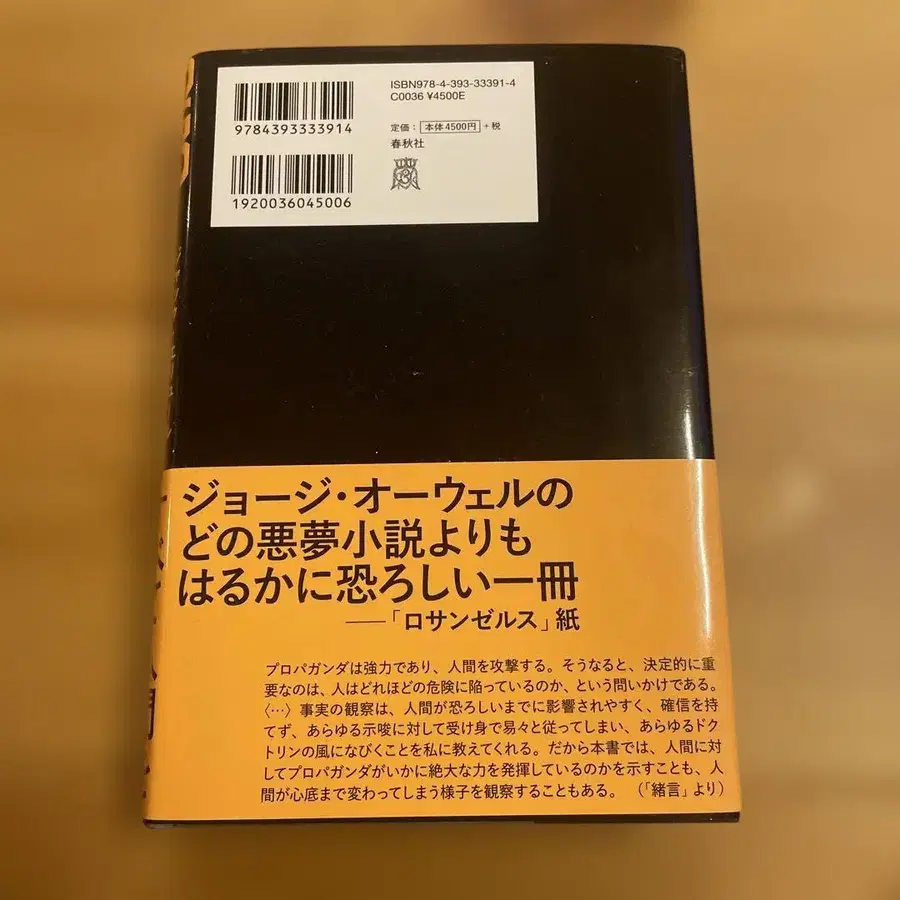 9784393333914
1920036045006
ISBN978-4-393-33391-4
C0036 ¥4500E
定価：本体4500円＋税
春秋社
ジョージ・オーウェルの
どの悪夢小説よりも
はるかに恐ろしい一冊
──「ロサンゼルス」紙
プロパガンダは強力であり、人間を攻撃する。そうなると、決定的に重
要なのは、人はどれほどの危険に陥っているのか、という問いかけである。
〈…〉事実の観察は、人間が恐ろしいまでに影響されやすく、確信を持
てず、あらゆる示唆に対して受け身で易々と従ってしまい、あらゆるドク
トリンの風になびくことを私に教えてくれる。だから本書では、人間に対
してプロパガンダがいかに絶大な力を発揮しているのかを示すことも、人
間が心底まで変わってしまう様子を観察することもある。（「緒言」より）